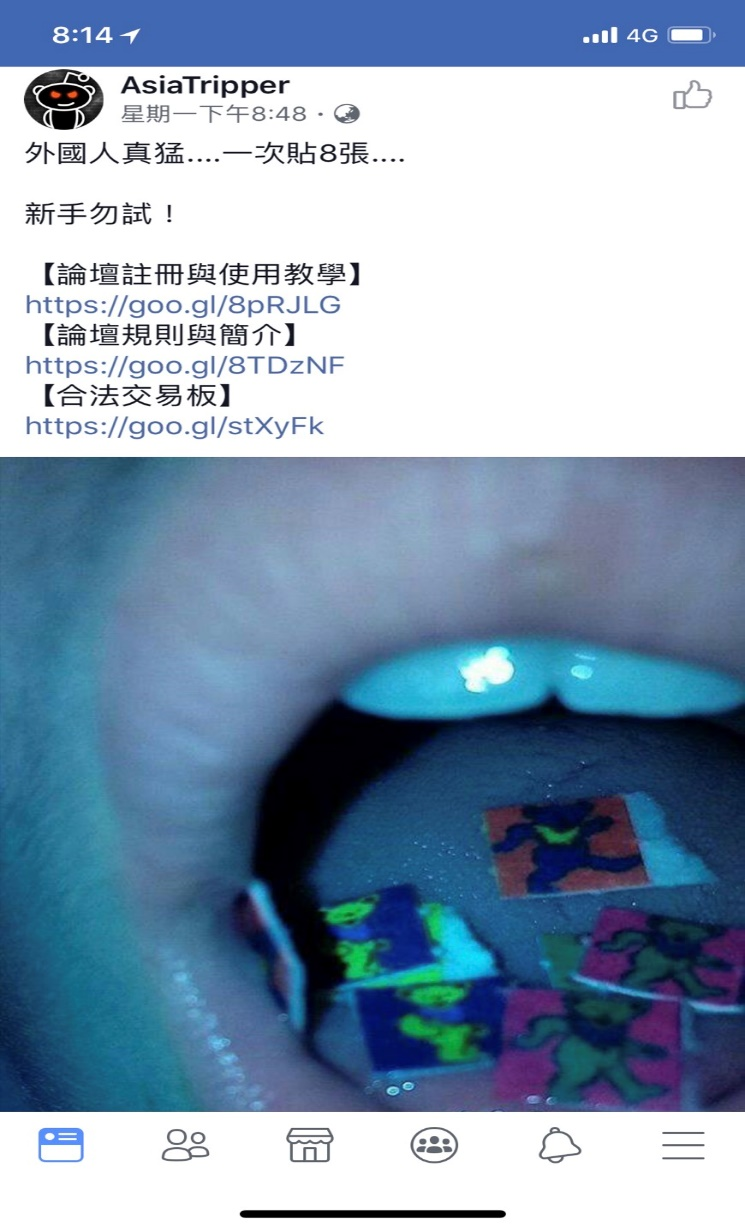 8:14
4G
AsiaTripper
星期一下午8:48 ·
外國人真猛....一次貼8張....
新手勿試！
【論壇註冊與使用教學】
https://goo.gl/8pRJLG
【論壇規則與簡介】
https://goo.gl/8TDzNF
【合法交易板】
https://goo.gl/stXyFk